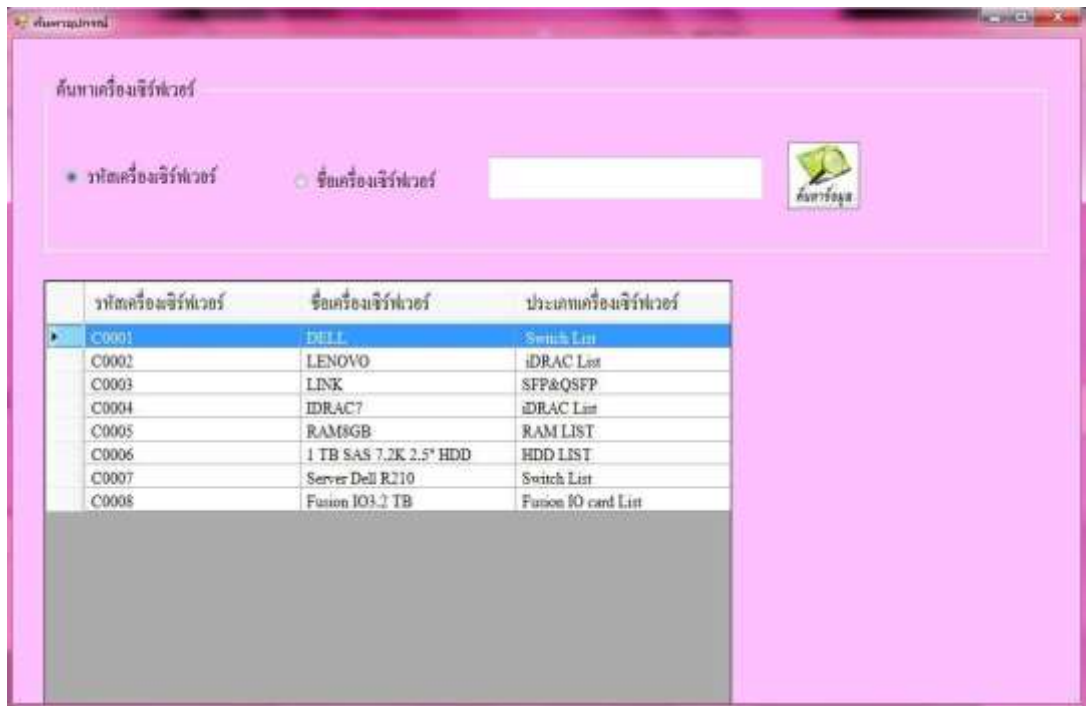 ค้นหาอุปกรณ์
ค้นหาเครื่องเซิร์ฟเวอร์
รหัสเครื่องเซิร์ฟเวอร์ ชื่อเครื่องเซิร์ฟเวอร์
ค้นหาข้อมูล
รหัสเครื่องเซิร์ฟเวอร์ ชื่อเครื่องเซิร์ฟเวอร์ ประเภทเครื่องเซิร์ฟเวอร์
C0001 DELL Switch List
C0002 LENOVO iDRAC List
C0003 LINK SFP&QSFP
C0004 IDRAC7 iDRAC List
C0005 RAM8GB RAM LIST
C0006 1 TB SAS 7.2K 2.5" HDD HDD LIST
C0007 Server Dell R210 Switch List
C0008 Fusion IO3.2 TB Fusion IO card List